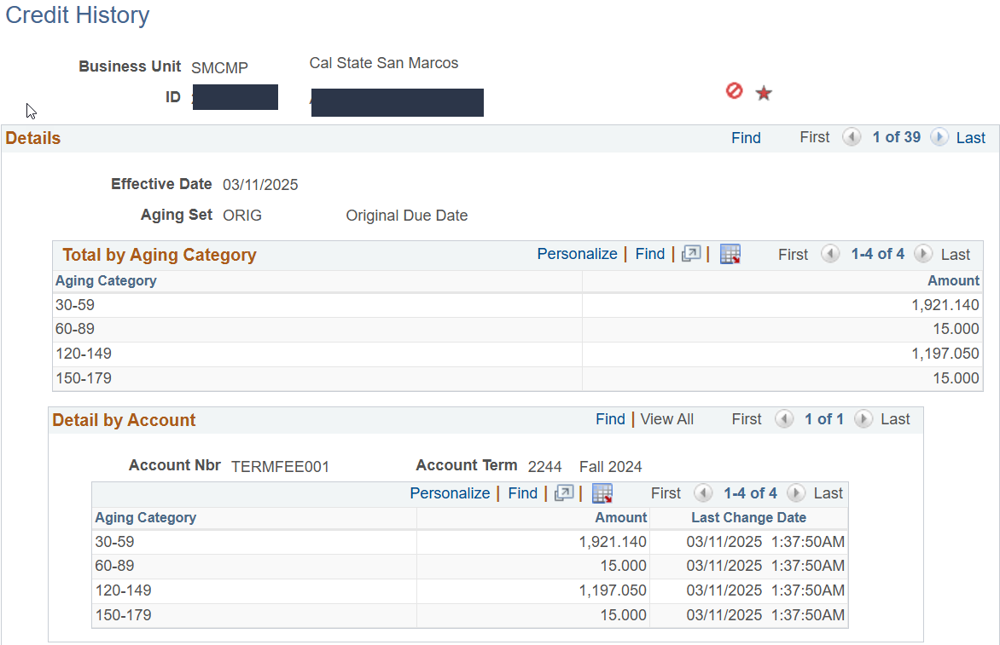 Credit History
Business Unit SMCMP Cal State San Marcos
ID
Details Find First 1 of 39 Last
Effective Date 03/11/2025
Aging Set ORIG Original Due Date
Total by Aging Category Personalize | Find | | First 1-4 of 4 Last
Aging Category Amount
30-59 1,921.140
60-89 15.000
120-149 1,197.050
150-179 15.000
Detail by Account Find | View All First 1 of 1 Last
Account Nbr TERMFEE001 Account Term 2244 Fall 2024
Personalize | Find | | First 1-4 of 4 Last
Aging Category Amount Last Change Date
30-59 1,921.140 03/11/2025 1:37:50AM
60-89 15.000 03/11/2025 1:37:50AM
120-149 1,197.050 03/11/2025 1:37:50AM
150-179 15.000 03/11/2025 1:37:50AM